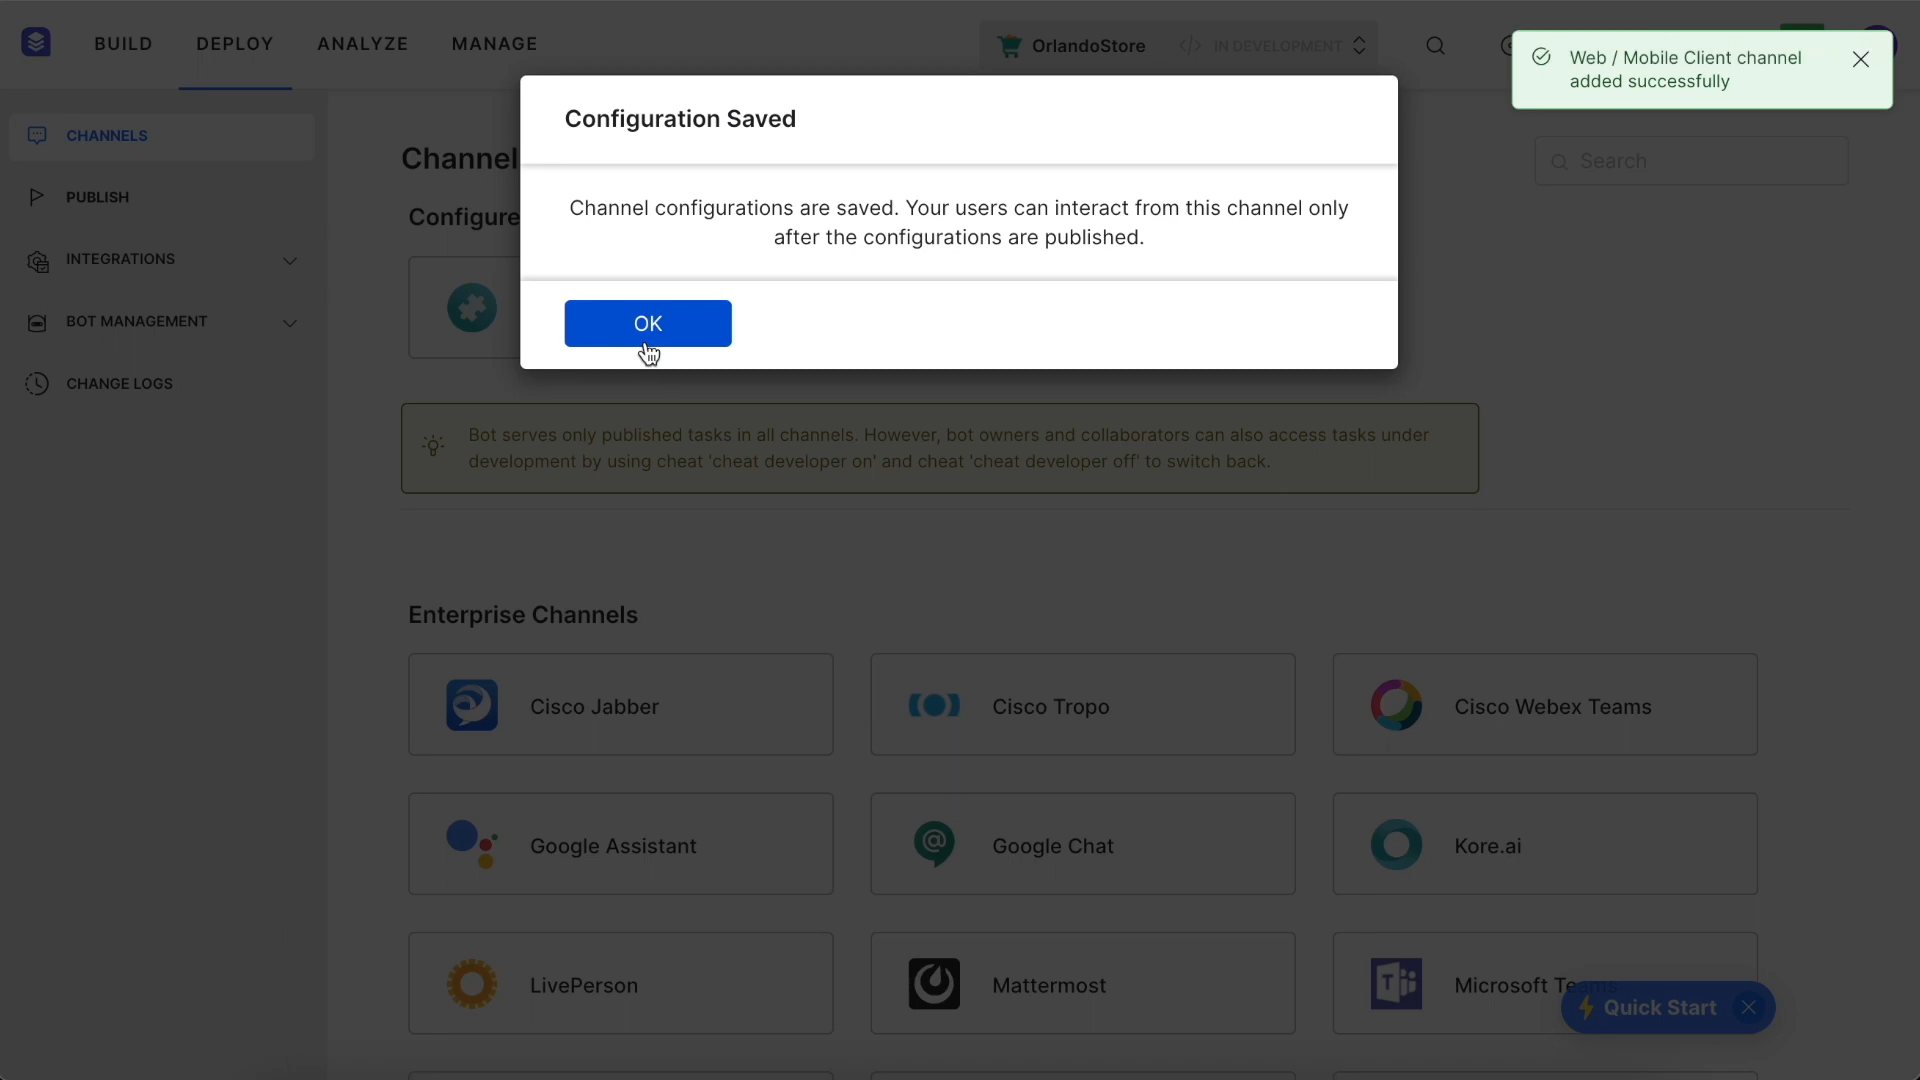 BUILD
DEPLOY
ANALYZE
MANAGE
OrlandoStore
</> IN DEVELOPMENT
Web / Mobile Client channel
added successfully
CHANNELS
PUBLISH
INTEGRATIONS
BOT MANAGEMENT
CHANGE LOGS
Configuration Saved
Channel configurations are saved. Your users can interact from this channel only
after the configurations are published.
OK
Channel
Search
Configure
Bot serves only published tasks in all channels. However, bot owners and collaborators can also access tasks under
development by using cheat 'cheat developer on' and cheat 'cheat developer off' to switch back.
Enterprise Channels
Cisco Jabber
Cisco Tropo
Cisco Webex Teams
Google Assistant
Google Chat
Kore.ai
LivePerson
Mattermost
Microsoft Teams
Quick Start